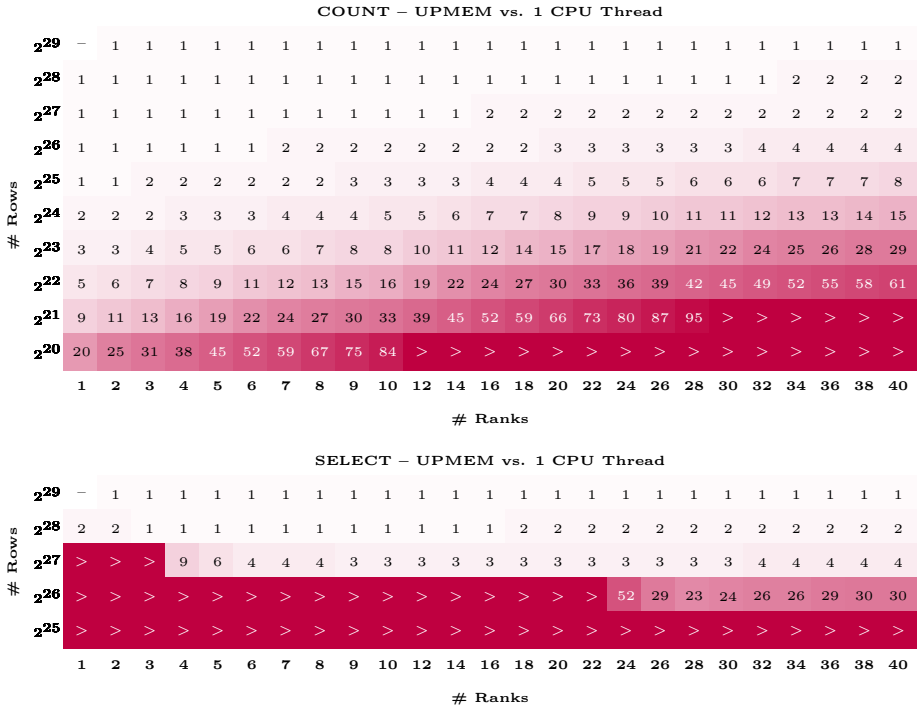 COUNT – UPMEM vs. 1 CPU Thread
# Rows
2^29 – 1 1 1 1 1 1 1 1 1 1 1 1 1 1 1 1 1 1 1 1 1 1 1 1
2^28 1 1 1 1 1 1 1 1 1 1 1 1 1 1 1 1 1 1 1 1 1 2 2 2 2
2^27 1 1 1 1 1 1 1 1 1 1 1 1 2 2 2 2 2 2 2 2 2 2 2 2 2
2^26 1 1 1 1 1 1 2 2 2 2 2 2 2 2 3 3 3 3 3 3 4 4 4 4 4
2^25 1 1 2 2 2 2 2 2 3 3 3 3 4 4 4 5 5 5 6 6 6 7 7 7 8
2^24 2 2 2 3 3 3 4 4 4 5 5 6 7 7 8 9 9 10 11 11 12 13 13 14 15
2^23 3 3 4 5 5 6 6 7 8 8 10 11 12 14 15 17 18 19 21 22 24 25 26 28 29
2^22 5 6 7 8 9 11 12 13 15 16 19 22 24 27 30 33 36 39 42 45 49 52 55 58 61
2^21 9 11 13 16 19 22 24 27 30 33 39 45 52 59 66 73 80 87 95 > > > > > >
2^20 20 25 31 38 45 52 59 67 75 84 > > > > > > > > > > > > > > >
1 2 3 4 5 6 7 8 9 10 12 14 16 18 20 22 24 26 28 30 32 34 36 38 40
# Ranks
SELECT – UPMEM vs. 1 CPU Thread
# Rows
2^29 – 1 1 1 1 1 1 1 1 1 1 1 1 1 1 1 1 1 1 1 1 1 1 1 1
2^28 2 2 1 1 1 1 1 1 1 1 1 1 1 2 2 2 2 2 2 2 2 2 2 2 2
2^27 > > > 9 6 4 4 4 3 3 3 3 3 3 3 3 3 3 3 3 4 4 4 4 4
2^26 > > > > > > > > > > > > > > > > 52 29 23 24 26 26 29 30 30
2^25 > > > > > > > > > > > > > > > > > > > > > > > > >
1 2 3 4 5 6 7 8 9 10 12 14 16 18 20 22 24 26 28 30 32 34 36 38 40
# Ranks